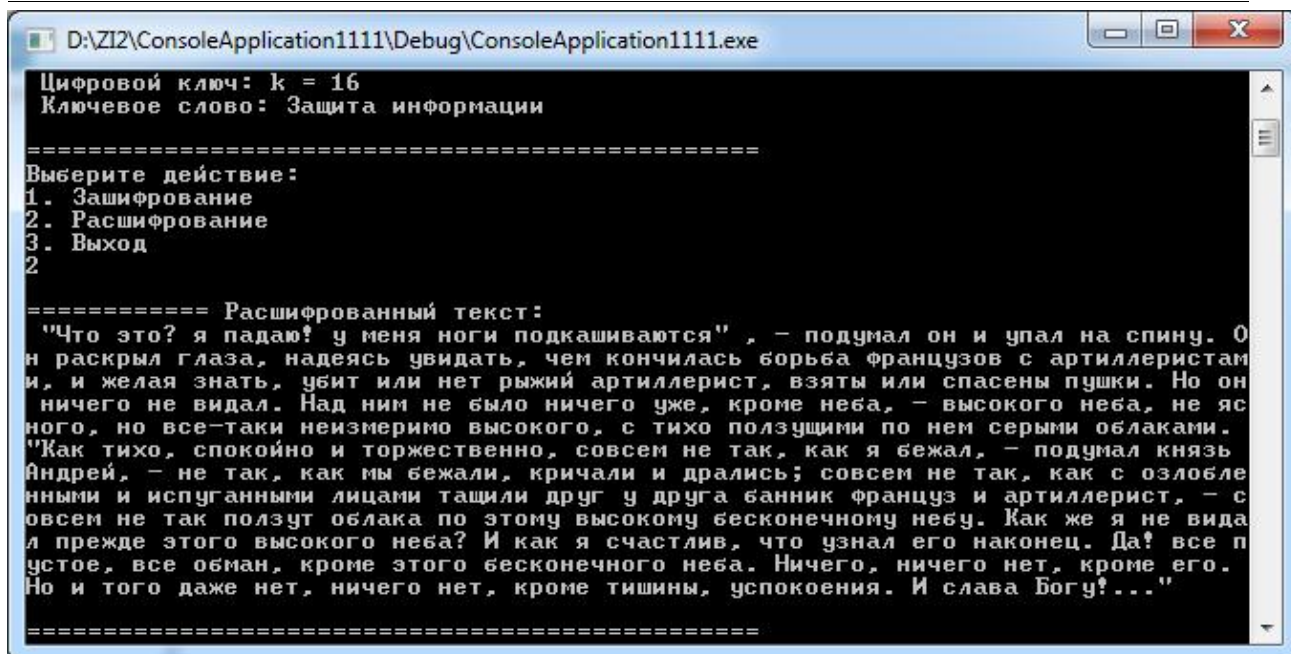 D:\ZI2\ConsoleApplication1111\Debug\ConsoleApplication1111.exe
Цифровой ключ: k = 16
Ключевое слово: Защита информации
================================================
Выберите действие:
1. Зашифрование
2. Расшифрование
3. Выход
2
============ Расшифрованный текст:
"Что это? я падаю! у меня ноги подкашиваются" , – подумал он и упал на спину. О
н раскрыл глаза, надеясь увидать, чем кончилась борьба французов с артиллеристам
и, и желая знать, убит или нет рыжий артиллерист, взяты или спасены пушки. Но он
ничего не видал. Над ним не было ничего уже, кроме неба, – высокого неба, не яс
ного, но все-таки неизмеримо высокого, с тихо ползущими по нем серыми облаками.
"Как тихо, спокойно и торжественно, совсем не так, как я бежал, – подумал князь
Андрей, – не так, как мы бежали, кричали и дрались; совсем не так, как с озлобле
нными и испуганными лицами тащили друг у друга банник француз и артиллерист, – с
овсем не так ползут облака по этому высокому бесконечному небу. Как же я не вида
л прежде этого высокого неба? И как я счастлив, что узнал его наконец. Да! все п
устое, все обман, кроме этого бесконечного неба. Ничего, ничего нет, кроме его.
Но и того даже нет, ничего нет, кроме тишины, успокоения. И слава Богу!..."
================================================